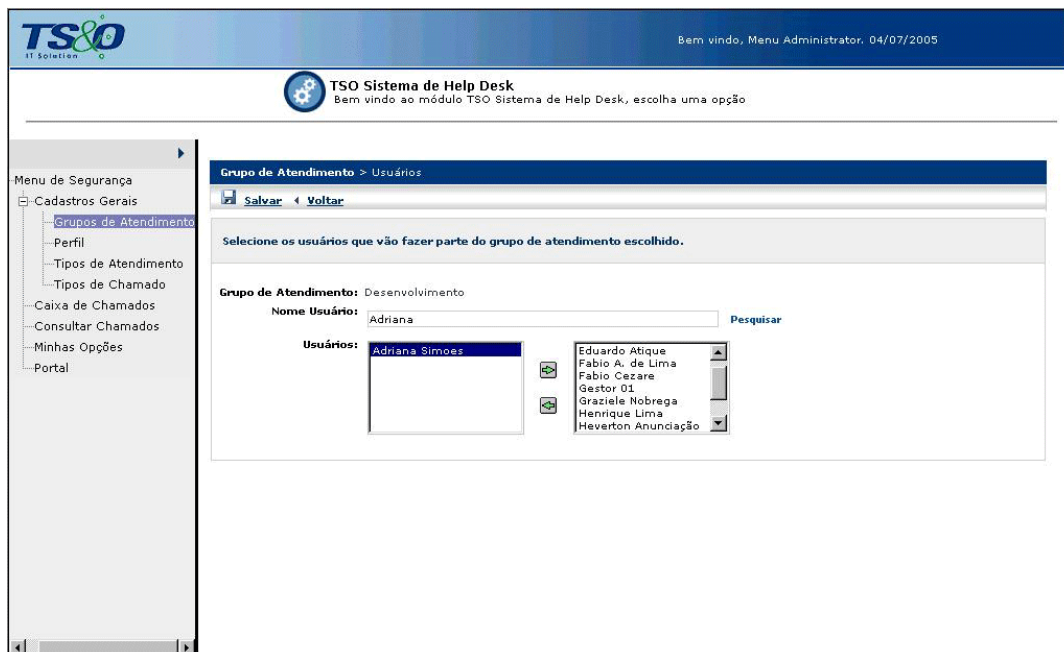 TS&O
IT Solution
Bem vindo, Menu Administrator. 04/07/2005
TSO Sistema de Help Desk
Bem vindo ao módulo TSO Sistema de Help Desk, escolha uma opção
Menu de Segurança
Cadastros Gerais
Grupos de Atendimento
Perfil
Tipos de Atendimento
Tipos de Chamado
Caixa de Chamados
Consultar Chamados
Minhas Opções
Portal
Grupo de Atendimento > Usuários
Salvar Voltar
Selecione os usuários que vão fazer parte do grupo de atendimento escolhido.
Grupo de Atendimento: Desenvolvimento
Nome Usuário: Adriana Pesquisar
Usuários: Adriana Simoes
Eduardo Atique
Fabio A. de Lima
Fabio Cezare
Gestor 01
Graziele Nobrega
Henrique Lima
Heverton Anunciação